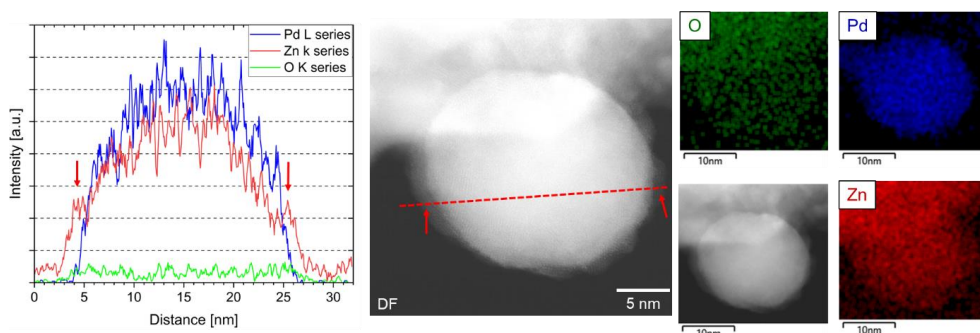 Pd L series
Zn k series
O K series
Intensity [a.u.]
0 5 10 15 20 25 30
Distance [nm]
DF
5 nm
O
10nm
Pd
10nm
10nm
Zn
10nm